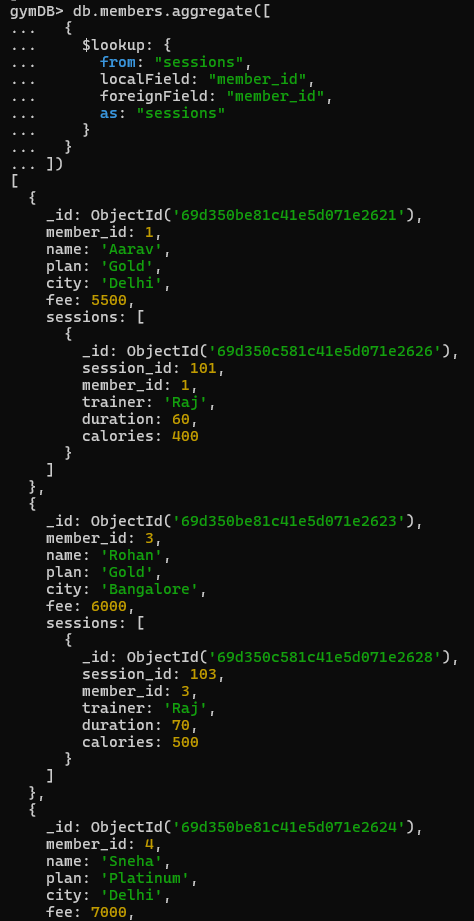 gymDB> db.members.aggregate([
...   {
...     $lookup: {
...       from: "sessions",
...       localField: "member_id",
...       foreignField: "member_id",
...       as: "sessions"
...     }
...   }
... ])
[
  {
    _id: ObjectId('69d350be81c41e5d071e2621'),
    member_id: 1,
    name: 'Aarav',
    plan: 'Gold',
    city: 'Delhi',
    fee: 5500,
    sessions: [
      {
        _id: ObjectId('69d350c581c41e5d071e2626'),
        session_id: 101,
        member_id: 1,
        trainer: 'Raj',
        duration: 60,
        calories: 400
      }
    ]
  },
  {
    _id: ObjectId('69d350be81c41e5d071e2623'),
    member_id: 3,
    name: 'Rohan',
    plan: 'Gold',
    city: 'Bangalore',
    fee: 6000,
    sessions: [
      {
        _id: ObjectId('69d350c581c41e5d071e2628'),
        session_id: 103,
        member_id: 3,
        trainer: 'Raj',
        duration: 70,
        calories: 500
      }
    ]
  },
  {
    _id: ObjectId('69d350be81c41e5d071e2624'),
    member_id: 4,
    name: 'Sneha',
    plan: 'Platinum',
    city: 'Delhi',
    fee: 7000,